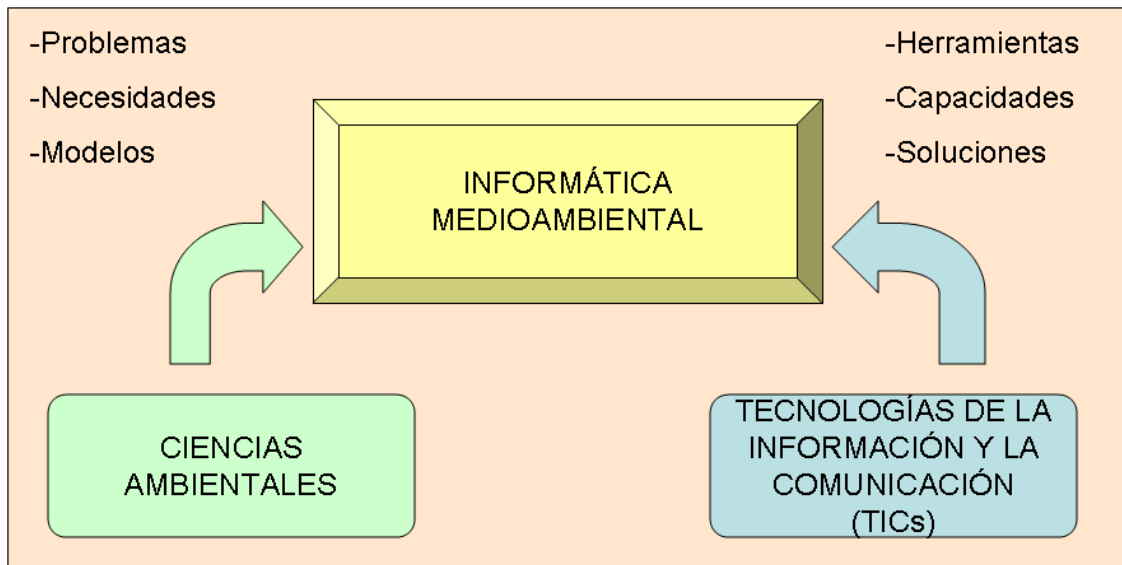 -Problemas
-Necesidades
-Modelos
-Herramientas
-Capacidades
-Soluciones
INFORMÁTICA
MEDIOAMBIENTAL
CIENCIAS
AMBIENTALES
TECNOLOGÍAS DE LA
INFORMACIÓN Y LA
COMUNICACIÓN
(TICs)